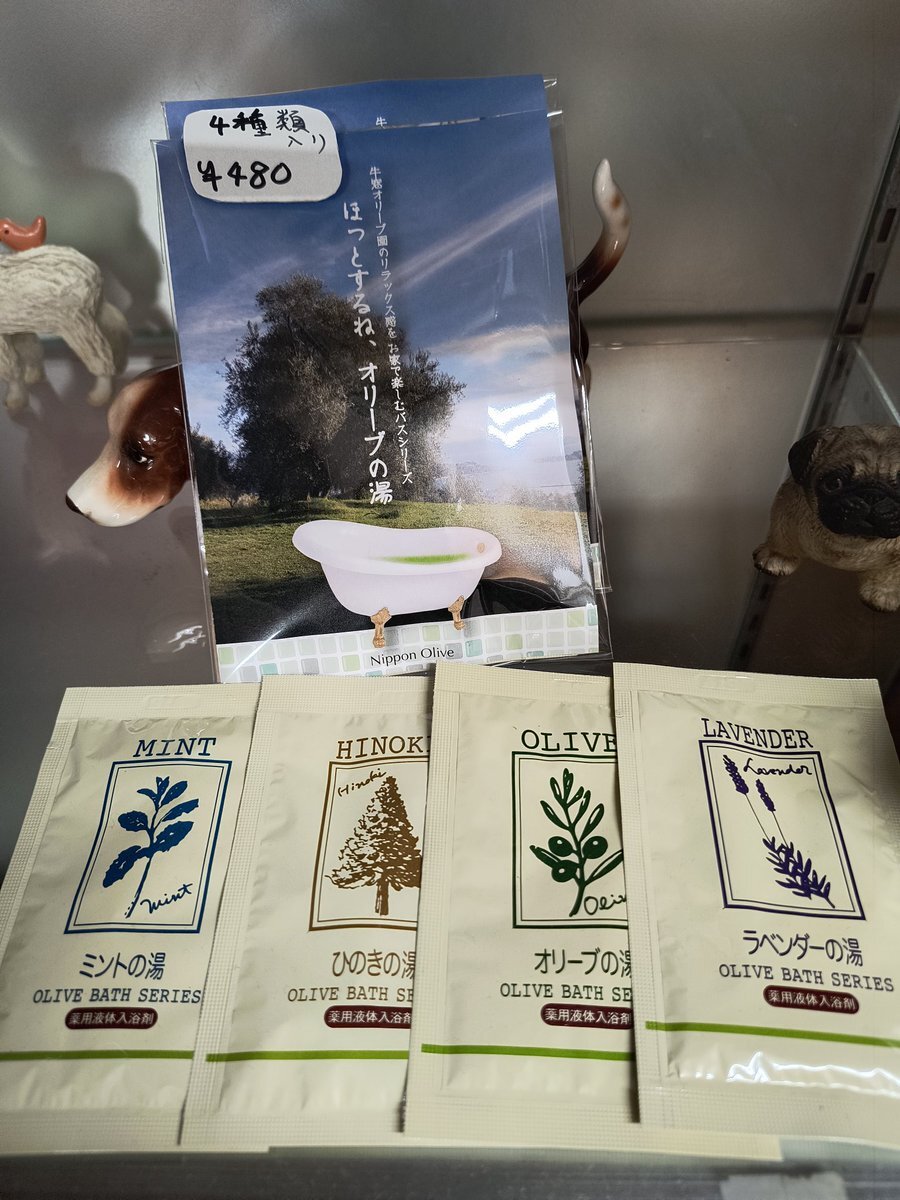 4種類
入り
¥480
牛
牛窓オリーブ園のリラックス感をお家で楽しむバスシリーズ
ほっとするね、オリーブの湯
Nippon Olive
MINT
mint
ミントの湯
OLIVE BATH SERIES
薬用液体入浴剤
HINOKI
Hinoki
ひのきの湯
OLIVE BATH SE
薬用液体入浴剤
OLIVE
Oliv
オリーブの湯
OLIVE BATH SE
薬用液体入浴剤
LAVENDER
Lavender
ラベンダーの湯
OLIVE BATH SERIES
薬用液体入浴剤